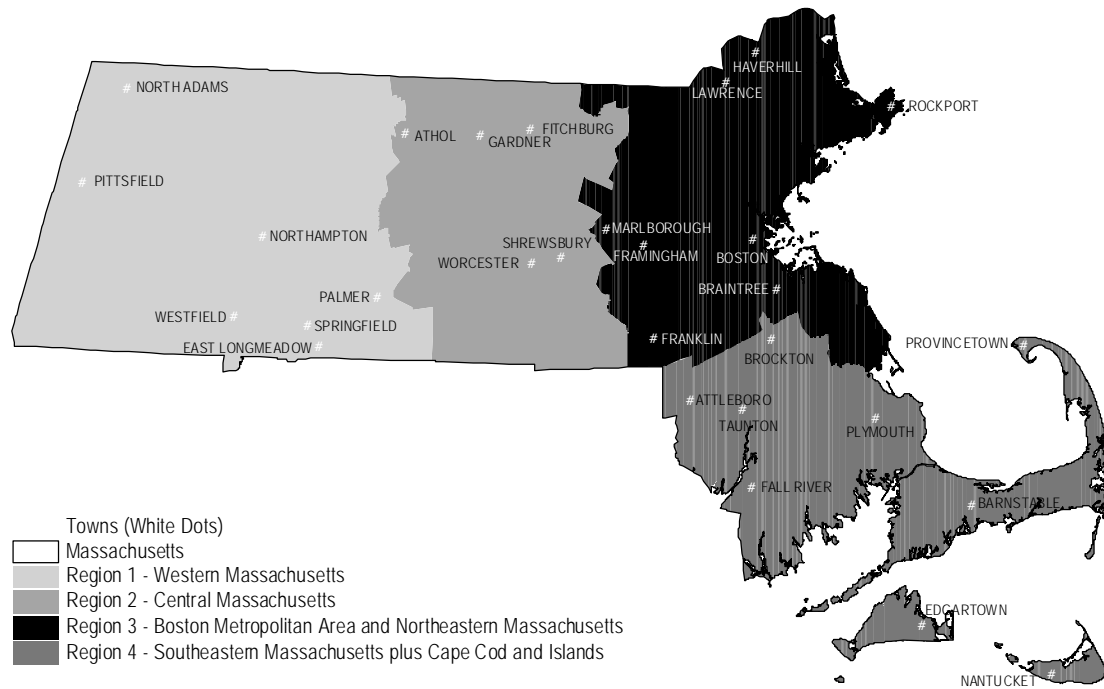 HAVERHILL
LAWRENCE
NORTH ADAMS
ROCKPORT
FITCHBURG
ATHOL
GARDNER
PITTSFIELD
MARLBOROUGH
NORTHAMPTON
SHREWSBURY
FRAMINGHAM
BOSTON
WORCESTER
BRAINTREE
PALMER
WESTFIELD
SPRINGFIELD
FRANKLIN
EAST LONGMEADOW
PROVINCETOWN
BROCKTON
ATTLEBORO
TAUNTON
PLYMOUTH
FALL RIVER
BARNSTABLE
Towns (White Dots)
Massachusetts
Region 1 - Western Massachusetts
Region 2 - Central Massachusetts
EDGARTOWN
Region 3 - Boston Metropolitan Area and Northeastern Massachusetts
Region 4 - Southeastern Massachusetts plus Cape Cod and Islands
NANTUCKET